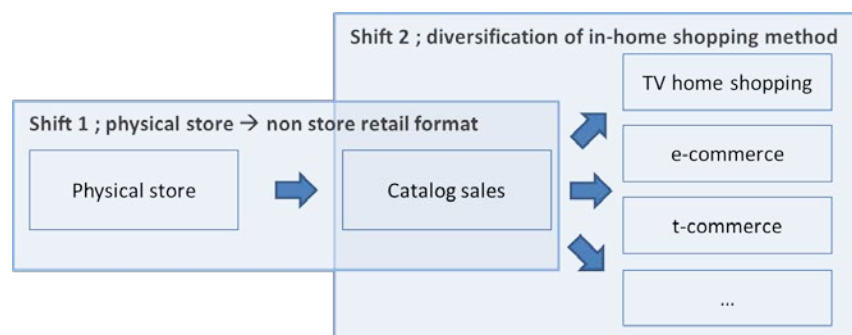 Shift 2 ; diversification of in-home shopping method
TV home shopping
Shift 1 ; physical store → non store retail format
e-commerce
Physical store
Catalog sales
t-commerce
...